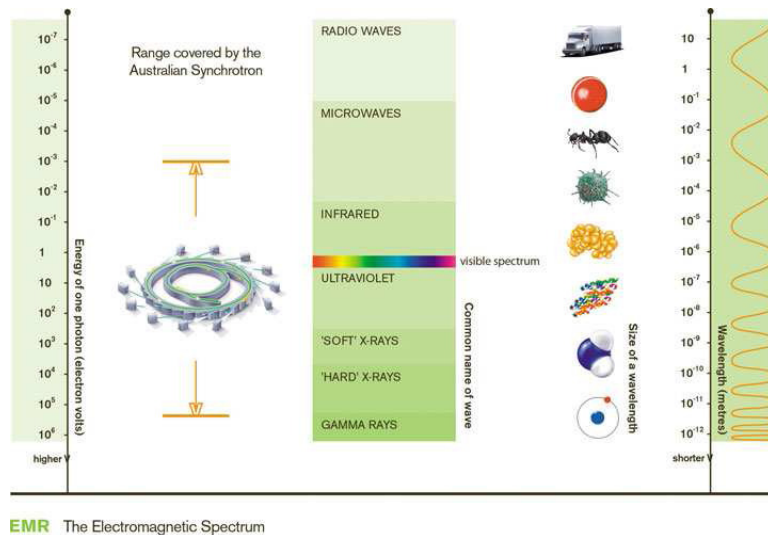 10⁻⁷
10⁻⁶
10⁻⁵
10⁻⁴
10⁻³
10⁻²
10⁻¹
1
10
10²
10³
10⁴
10⁵
10⁶
higher V
Energy of one photon (electron volts)
Range covered by the
Australian Synchrotron
RADIO WAVES
MICROWAVES
INFRARED
visible spectrum
ULTRAVIOLET
'SOFT' X-RAYS
'HARD' X-RAYS
GAMMA RAYS
Common name of wave
Size of a wavelength
10
1
10⁻¹
10⁻²
10⁻³
10⁻⁴
10⁻⁵
10⁻⁶
10⁻⁷
10⁻⁸
10⁻⁹
10⁻¹⁰
10⁻¹¹
10⁻¹²
shorter V
Wavelength (metres)
EMR The Electromagnetic Spectrum